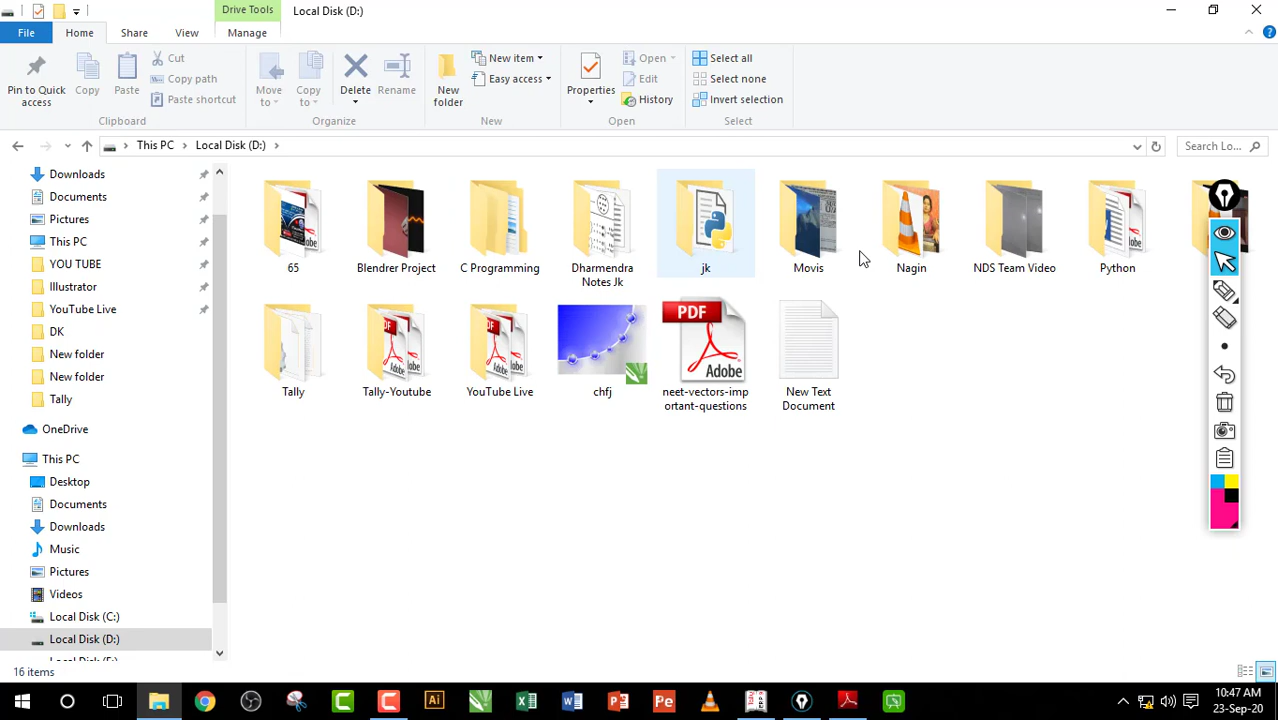 Drive Tools
Local Disk (D:)
File
Home
Share
View
Manage
Pin to Quick
access
Copy
Paste
Cut
Copy path
Paste shortcut
Clipboard
Move
to
Copy
to
Delete
Rename
Organize
New
folder
New item
Easy access
New
Properties
Open
Edit
History
Open
Select all
Select none
Invert selection
Select
This PC
Local Disk (D:)
Search Lo...
Downloads
Documents
Pictures
This PC
YOU TUBE
Illustrator
YouTube Live
DK
New folder
New folder
Tally
OneDrive
This PC
Desktop
Documents
Downloads
Music
Pictures
Videos
Local Disk (C:)
Local Disk (D:)
65
Blendrer Project
C Programming
Dharmendra
Notes Jk
jk
Movis
Nagin
NDS Team Video
Python
Tally
Tally-Youtube
YouTube Live
chfj
PDF
Adobe
neet-vectors-imp
ortant-questions
New Text
Document
16 items
10:47 AM
23-Sep-20